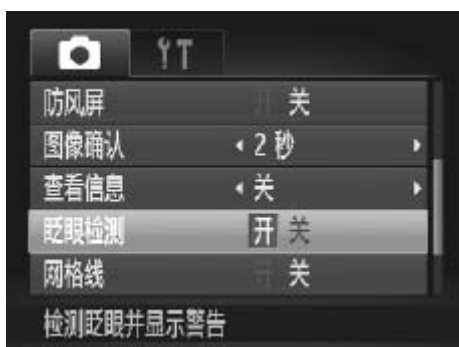 防风屏 开 关
图像确认 2 秒
查看信息 关
眨眼检测 开 关
网格线 开 关
检测眨眼并显示警告